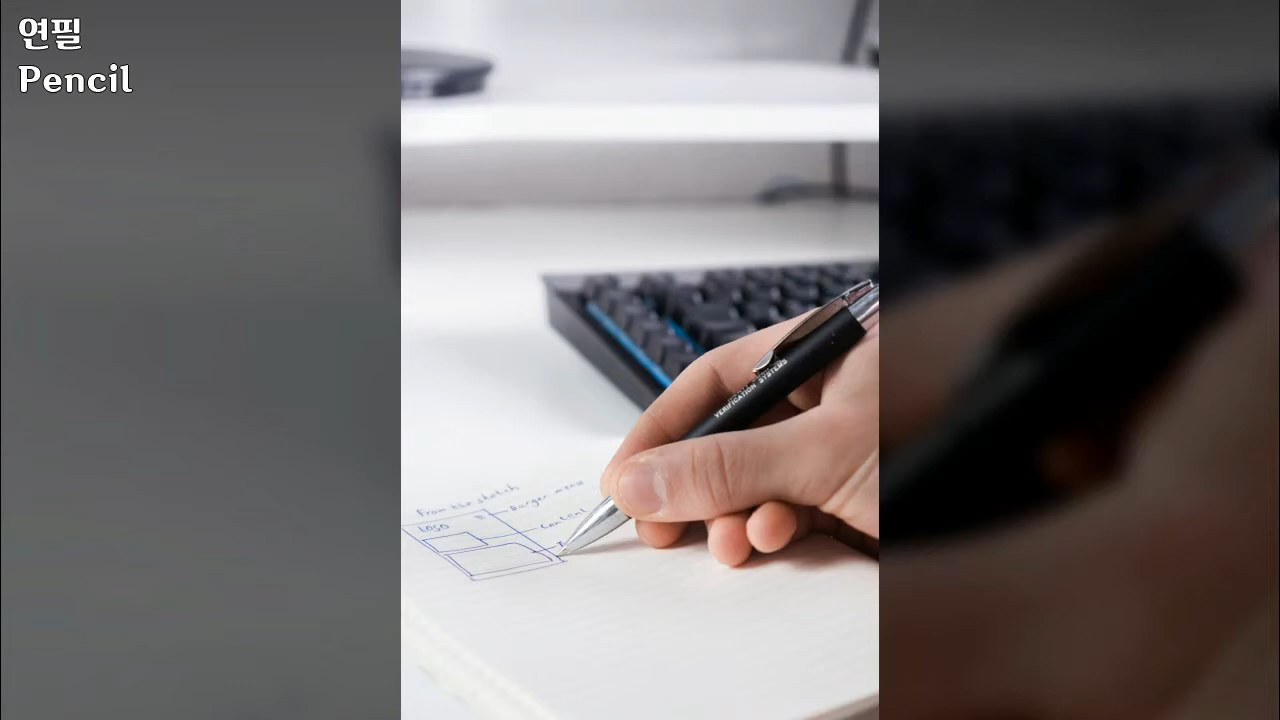 연필
Pencil
VERIFICATION SYSTEMS
From the sketch
Burger menu
LOGO
Content